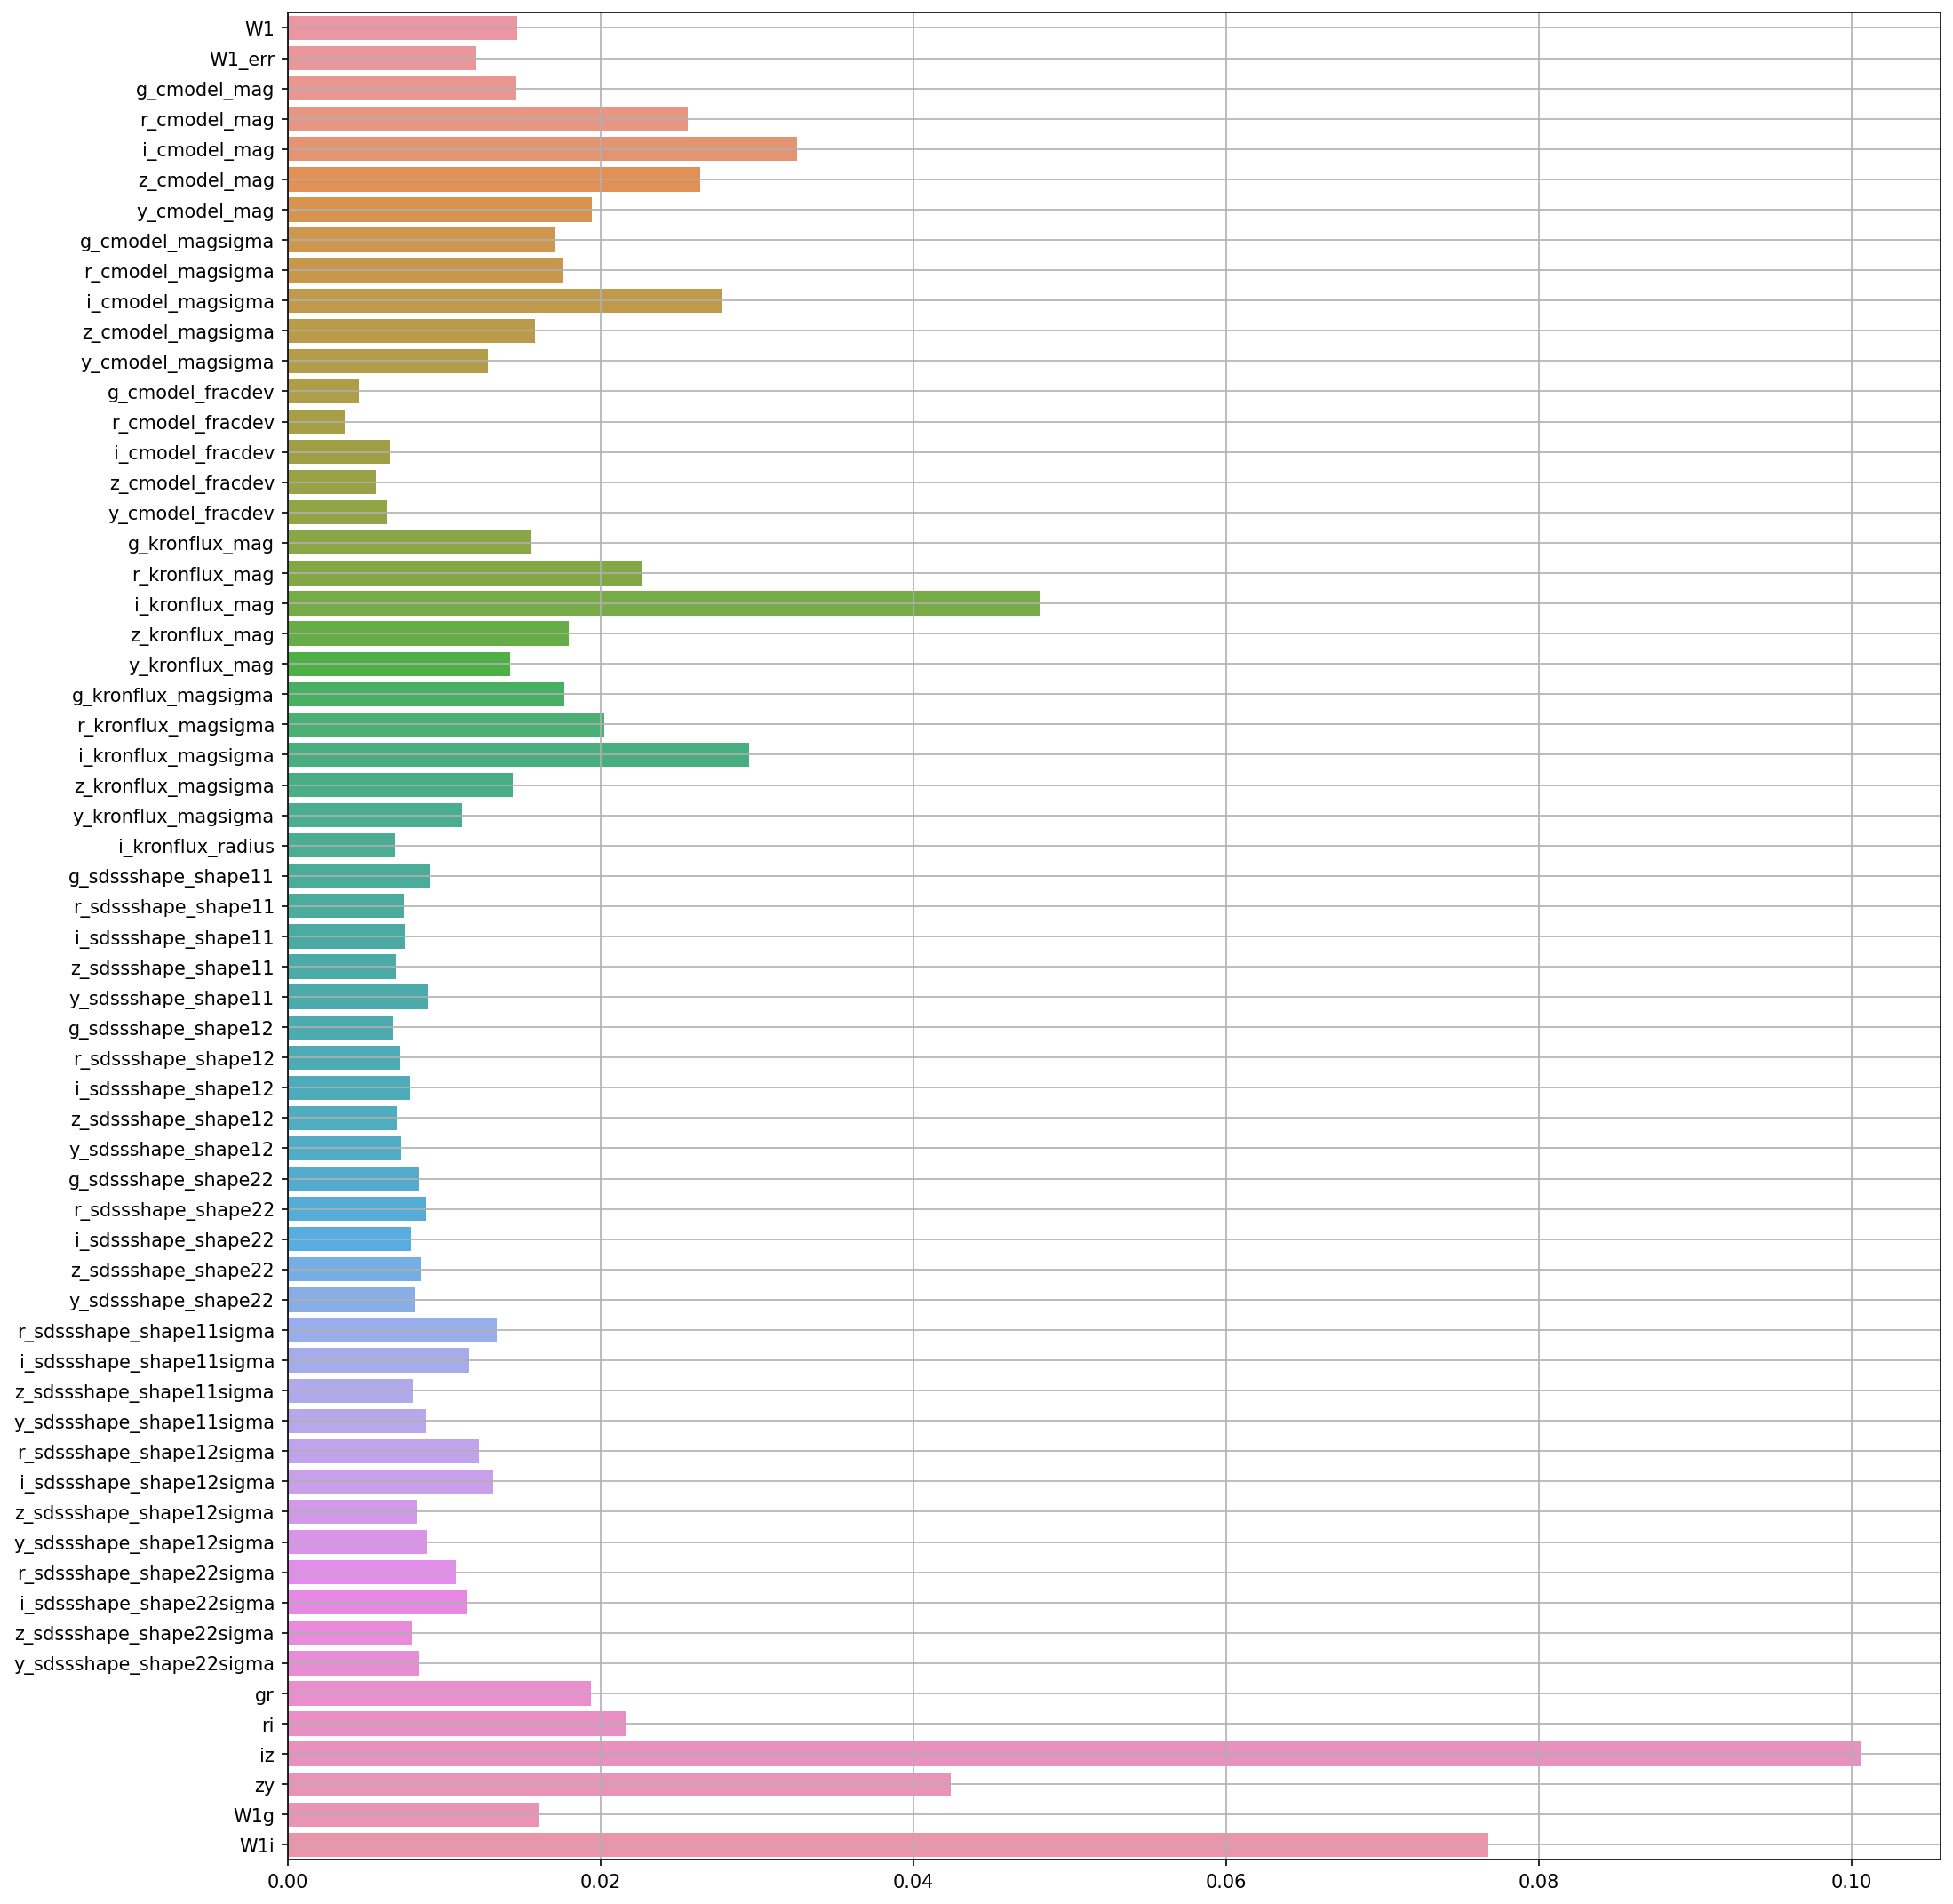 W1
W1_err
g_cmodel_mag
r_cmodel_mag
i_cmodel_mag
z_cmodel_mag
y_cmodel_mag
g_cmodel_magsigma
r_cmodel_magsigma
i_cmodel_magsigma
z_cmodel_magsigma
y_cmodel_magsigma
g_cmodel_fracdev
r_cmodel_fracdev
i_cmodel_fracdev
z_cmodel_fracdev
y_cmodel_fracdev
g_kronflux_mag
r_kronflux_mag
i_kronflux_mag
z_kronflux_mag
y_kronflux_mag
g_kronflux_magsigma
r_kronflux_magsigma
i_kronflux_magsigma
z_kronflux_magsigma
y_kronflux_magsigma
i_kronflux_radius
g_sdssshape_shape11
r_sdssshape_shape11
i_sdssshape_shape11
z_sdssshape_shape11
y_sdssshape_shape11
g_sdssshape_shape12
r_sdssshape_shape12
i_sdssshape_shape12
z_sdssshape_shape12
y_sdssshape_shape12
g_sdssshape_shape22
r_sdssshape_shape22
i_sdssshape_shape22
z_sdssshape_shape22
y_sdssshape_shape22
r_sdssshape_shape11sigma
i_sdssshape_shape11sigma
z_sdssshape_shape11sigma
y_sdssshape_shape11sigma
r_sdssshape_shape12sigma
i_sdssshape_shape12sigma
z_sdssshape_shape12sigma
y_sdssshape_shape12sigma
r_sdssshape_shape22sigma
i_sdssshape_shape22sigma
z_sdssshape_shape22sigma
y_sdssshape_shape22sigma
gr
ri
iz
zy
W1g
W1i
0.00 0.02 0.04 0.06 0.08 0.10